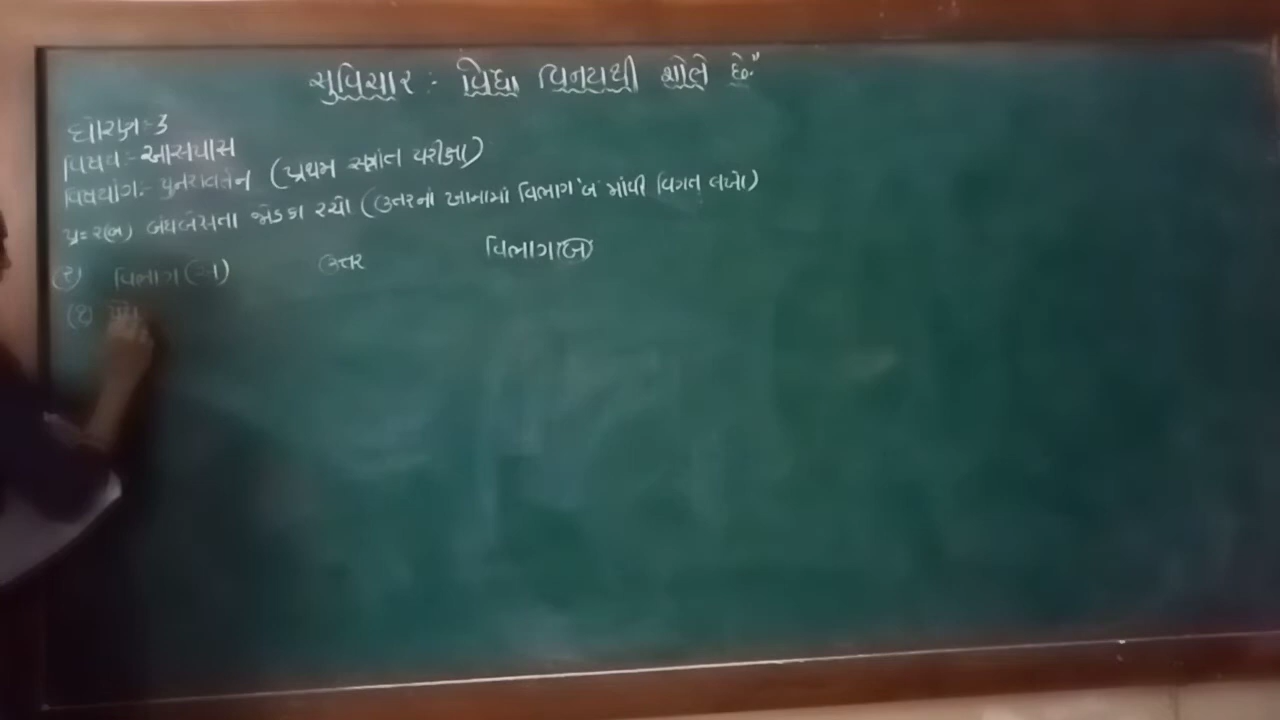 સુવિચાર :- વિદ્યા વિનયથી શોભે છે."
ધોરણ :- 3
વિષય :- આસપાસ
વિષયાંગ :- પુનરાવર્તન (પ્રથમ સત્રાંત પરીક્ષા)
પ્ર = ૨(બ) બંધબેસતા જોડકા રચો (ઉત્તરનાં ખાનામાં વિભાગ 'બ' માંથી વિગત લખો)
વિભાગ(અ) ઉત્તર વિભાગ(બ)
(૧)